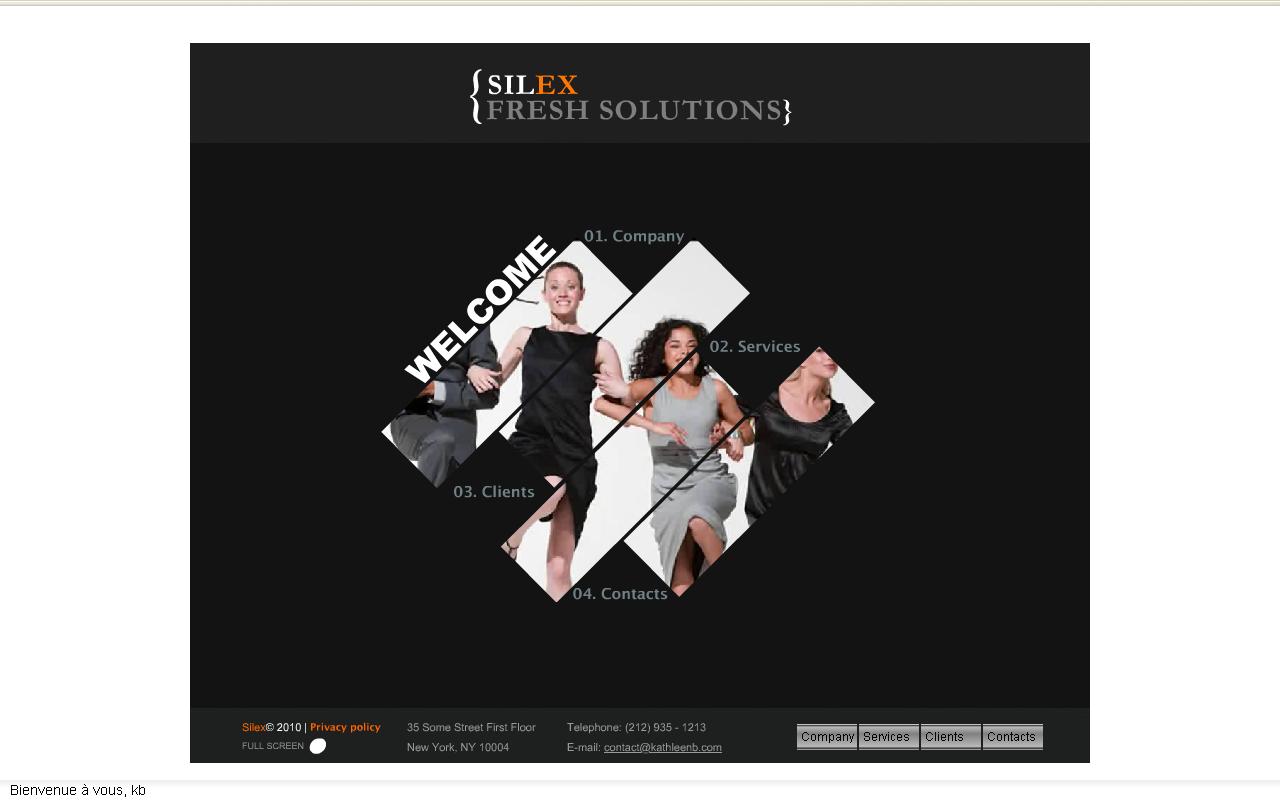 {SILEX
FRESH SOLUTIONS}
01. Company
WELCOME
02. Services
03. Clients
04. Contacts
Silex© 2010 | Privacy policy
FULL SCREEN
35 Some Street First Floor
New York, NY 10004
Telephone: (212) 935 - 1213
E-mail: contact@kathleenb.com
Company Services Clients Contacts
Bienvenue à vous, kb